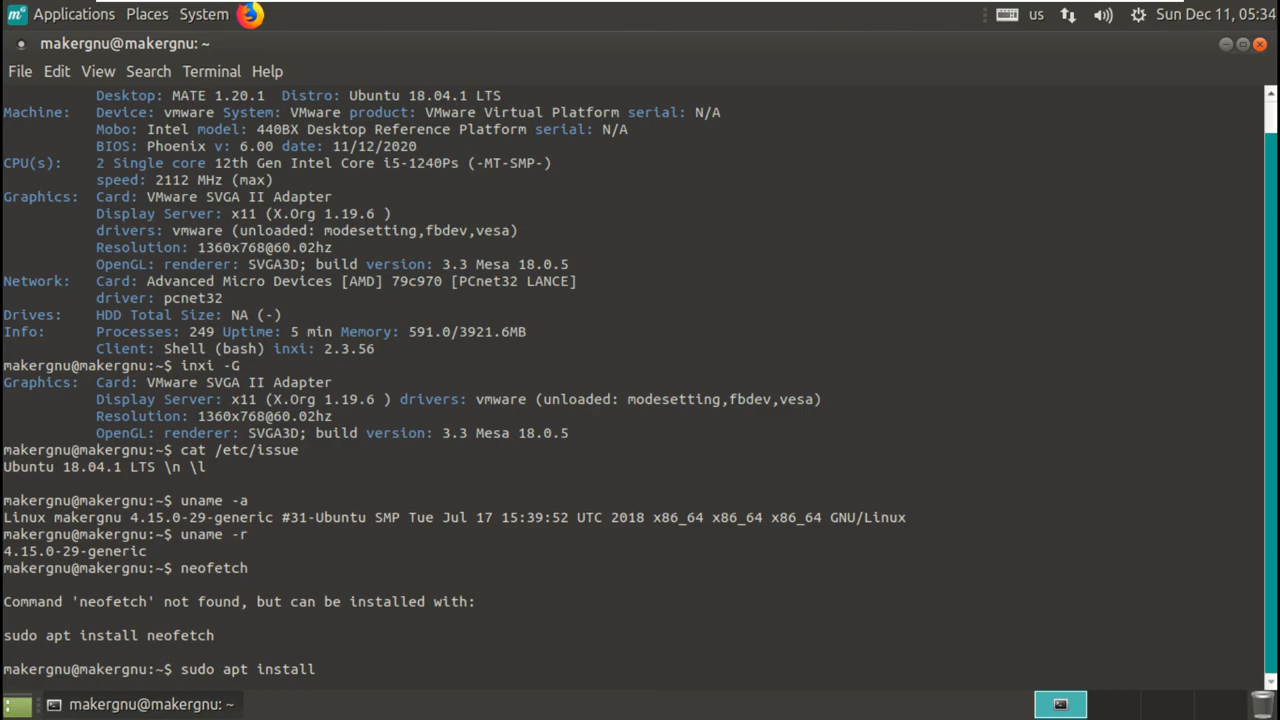 Applications Places System us Sun Dec 11, 05:34
makergnu@makergnu: ~
File Edit View Search Terminal Help
Desktop: MATE 1.20.1 Distro: Ubuntu 18.04.1 LTS
Machine: Device: vmware System: VMware product: VMware Virtual Platform serial: N/A
Mobo: Intel model: 440BX Desktop Reference Platform serial: N/A
BIOS: Phoenix v: 6.00 date: 11/12/2020
CPU(s): 2 Single core 12th Gen Intel Core i5-1240Ps (-MT-SMP-)
speed: 2112 MHz (max)
Graphics: Card: VMware SVGA II Adapter
Display Server: x11 (X.Org 1.19.6 )
drivers: vmware (unloaded: modesetting,fbdev,vesa)
Resolution: 1360x768@60.02hz
OpenGL: renderer: SVGA3D; build version: 3.3 Mesa 18.0.5
Network: Card: Advanced Micro Devices [AMD] 79c970 [PCnet32 LANCE]
driver: pcnet32
Drives: HDD Total Size: NA (-)
Info: Processes: 249 Uptime: 5 min Memory: 591.0/3921.6MB
Client: Shell (bash) inxi: 2.3.56
makergnu@makergnu:~$ inxi -G
Graphics: Card: VMware SVGA II Adapter
Display Server: x11 (X.Org 1.19.6 ) drivers: vmware (unloaded: modesetting,fbdev,vesa)
Resolution: 1360x768@60.02hz
OpenGL: renderer: SVGA3D; build version: 3.3 Mesa 18.0.5
makergnu@makergnu:~$ cat /etc/issue
Ubuntu 18.04.1 LTS \n \l
makergnu@makergnu:~$ uname -a
Linux makergnu 4.15.0-29-generic #31-Ubuntu SMP Tue Jul 17 15:39:52 UTC 2018 x86_64 x86_64 x86_64 GNU/Linux
makergnu@makergnu:~$ uname -r
4.15.0-29-generic
makergnu@makergnu:~$ neofetch
Command 'neofetch' not found, but can be installed with:
sudo apt install neofetch
makergnu@makergnu:~$ sudo apt install
makergnu@makergnu: ~